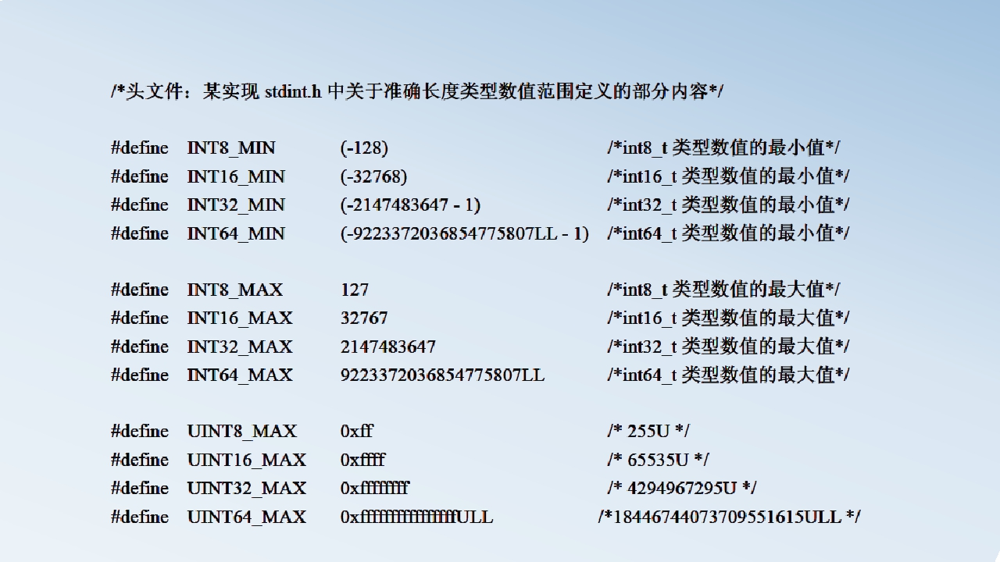 /*头文件：某实现 stdint.h 中关于准确长度类型数值范围定义的部分内容*/
#define INT8_MIN (-128) /*int8_t 类型数值的最小值*/
#define INT16_MIN (-32768) /*int16_t 类型数值的最小值*/
#define INT32_MIN (-2147483647 - 1) /*int32_t 类型数值的最小值*/
#define INT64_MIN (-9223372036854775807LL - 1) /*int64_t 类型数值的最小值*/
#define INT8_MAX 127 /*int8_t 类型数值的最大值*/
#define INT16_MAX 32767 /*int16_t 类型数值的最大值*/
#define INT32_MAX 2147483647 /*int32_t 类型数值的最大值*/
#define INT64_MAX 9223372036854775807LL /*int64_t 类型数值的最大值*/
#define UINT8_MAX 0xff /* 255U */
#define UINT16_MAX 0xffff /* 65535U */
#define UINT32_MAX 0xffffffff /* 4294967295U */
#define UINT64_MAX 0xffffffffffffffffULL /*18446744073709551615ULL */